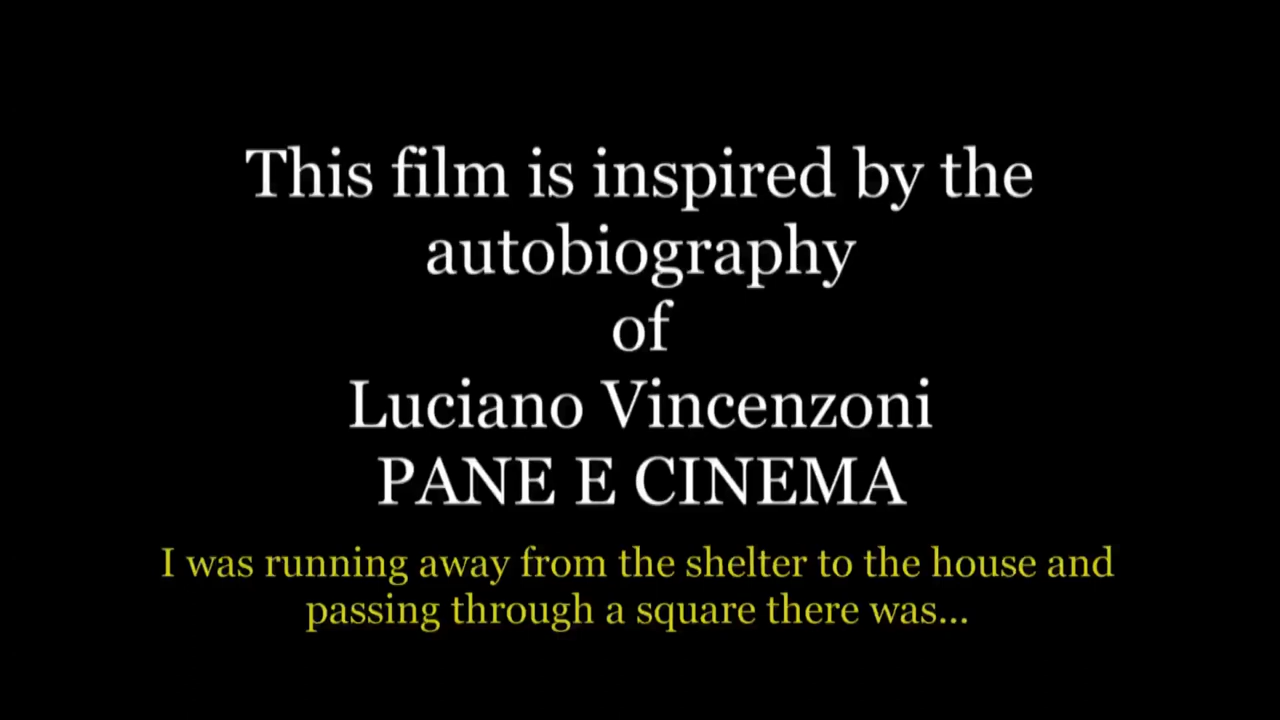 This film is inspired by the
autobiography
of
Luciano Vincenzoni
PANE E CINEMA
I was running away from the shelter to the house and
passing through a square there was...